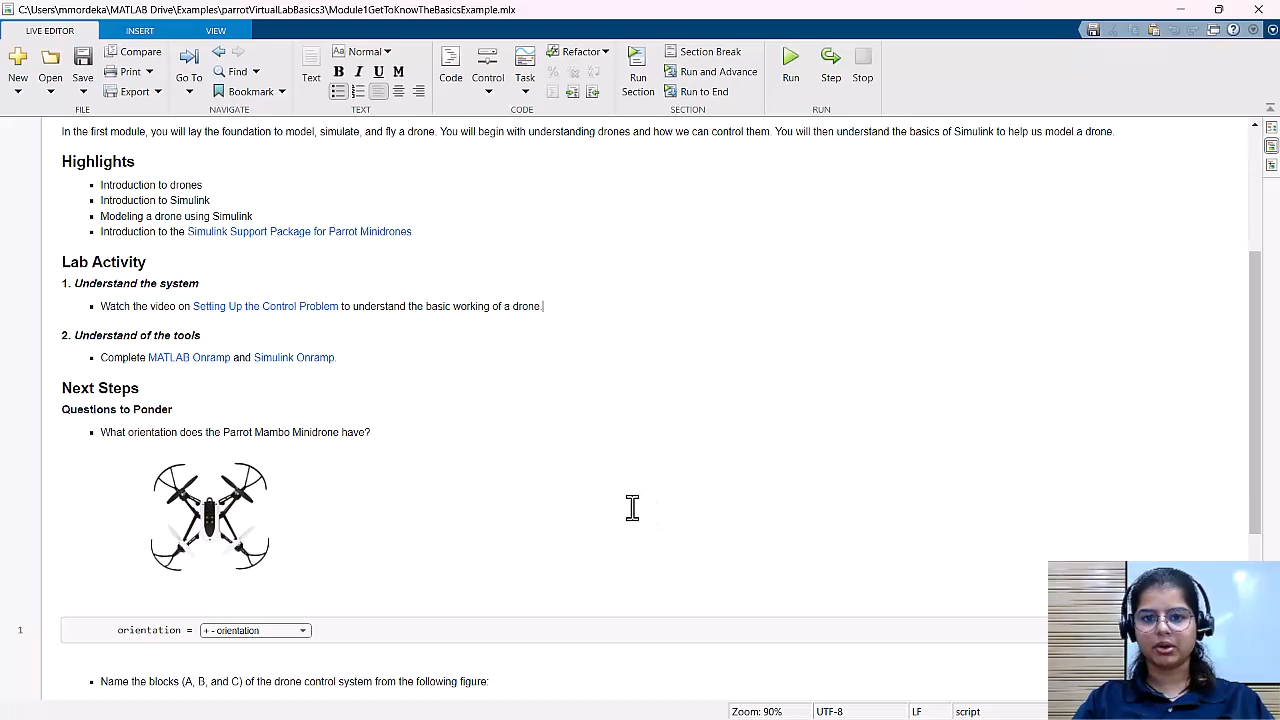 C:\Users\mmordeka\MATLAB Drive\Examples\parrotVirtualLabBasics3\Module1GetToKnowTheBasicsExample.mlx
LIVE EDITOR INSERT VIEW
New Open Save Compare Print Export
FILE
Go To Find Bookmark
NAVIGATE
Text Aa Normal B I U M
TEXT
Code Control Task Refactor
CODE
Run Section Section Break Run and Advance Run to End
SECTION
Run Step Stop
RUN
In the first module, you will lay the foundation to model, simulate, and fly a drone. You will begin with understanding drones and how we can control them. You will then understand the basics of Simulink to help us model a drone.
Highlights
Introduction to drones
Introduction to Simulink
Modeling a drone using Simulink
Introduction to the Simulink Support Package for Parrot Minidrones
Lab Activity
1. Understand the system
Watch the video on Setting Up the Control Problem to understand the basic working of a drone.
2. Understand of the tools
Complete MATLAB Onramp and Simulink Onramp.
Next Steps
Questions to Ponder
What orientation does the Parrot Mambo Minidrone have?
1 orientation = + - orientation
Name the blocks (A, B, and C) of the drone control system from the following figure:
Zoom: 90% UTF-8 LF script